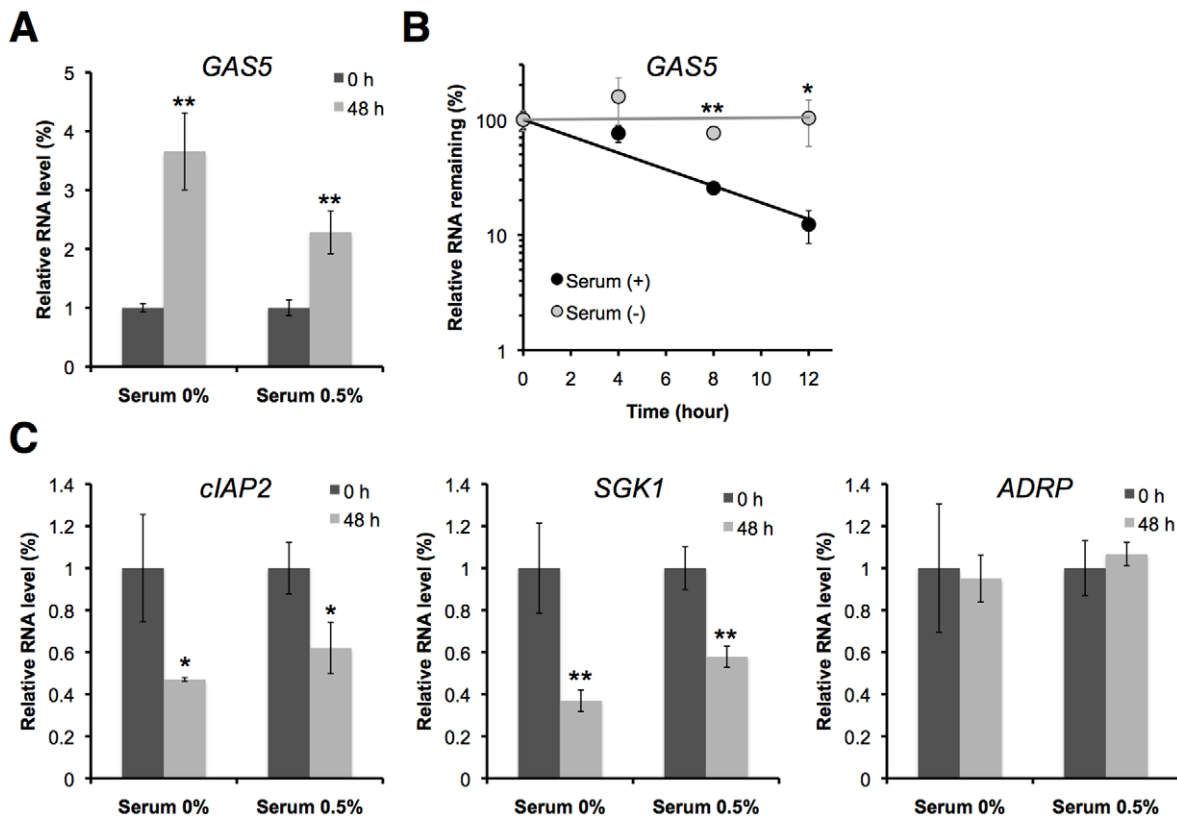 A
GAS5
Relative RNA level (%)
5
4
3
2
1
0
0 h
48 h
**
**
Serum 0%
Serum 0.5%
B
GAS5
Relative RNA remaining (%)
100
10
1
**
*
Serum (+)
Serum (-)
0 2 4 6 8 10 12
Time (hour)
C
cIAP2
Relative RNA level (%)
1.4
1.2
1
0.8
0.6
0.4
0.2
0
0 h
48 h
*
*
Serum 0%
Serum 0.5%
SGK1
Relative RNA level (%)
1.4
1.2
1
0.8
0.6
0.4
0.2
0
0 h
48 h
**
**
Serum 0%
Serum 0.5%
ADRP
Relative RNA level (%)
1.4
1.2
1
0.8
0.6
0.4
0.2
0
0 h
48 h
Serum 0%
Serum 0.5%